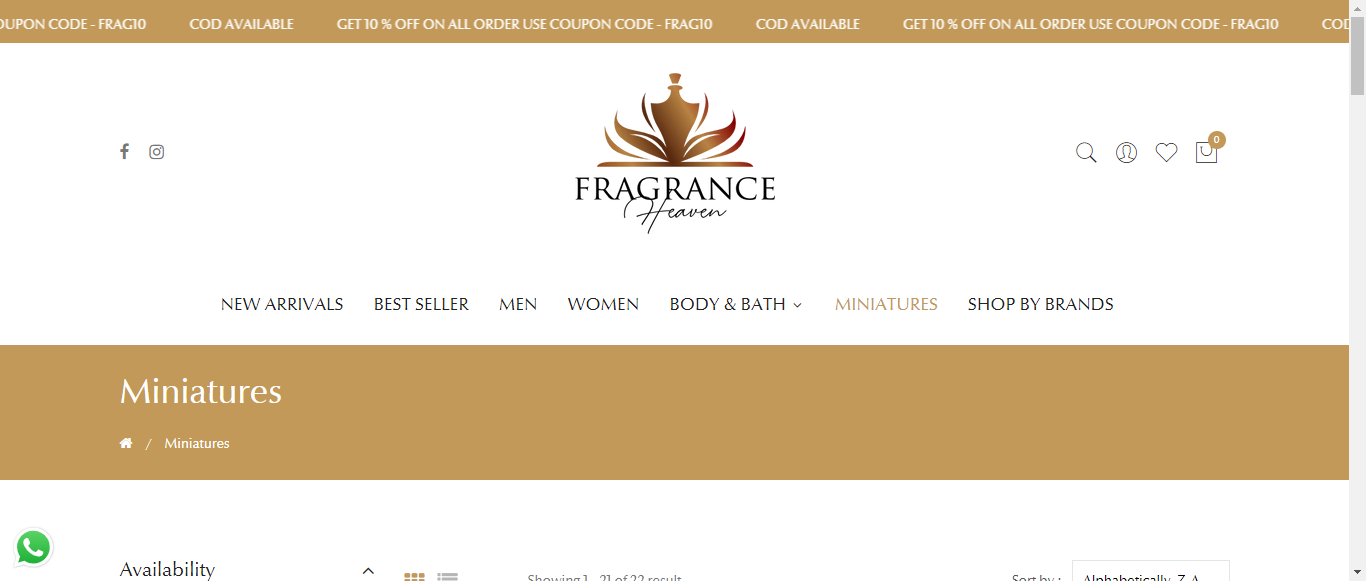 OUPON CODE - FRAG10 COD AVAILABLE GET 10 % OFF ON ALL ORDER USE COUPON CODE - FRAG10 COD AVAILABLE GET 10 % OFF ON ALL ORDER USE COUPON CODE - FRAG10 COD
0
FRAGRANCE
Heaven
NEW ARRIVALS BEST SELLER MEN WOMEN BODY & BATH MINIATURES SHOP BY BRANDS
Miniatures
/ Miniatures
Availability
Showing 1 - 21 of 22 result
Sort by : Alphabetically, Z-A